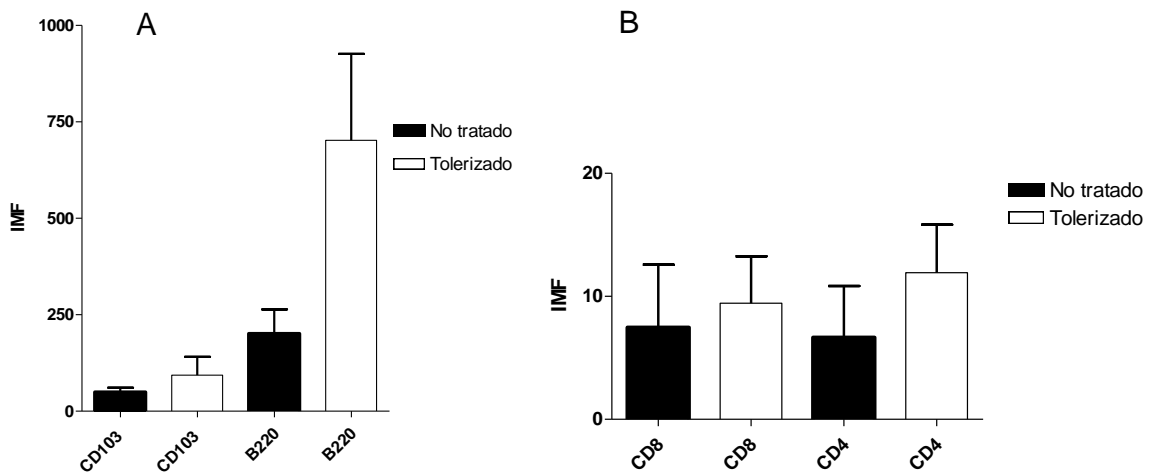 A
1000
750
500
250
0
IMF
CD103
CD103
B220
B220
No tratado
Tolerizado
B
20
10
0
IMF
CD8
CD8
CD4
CD4
No tratado
Tolerizado